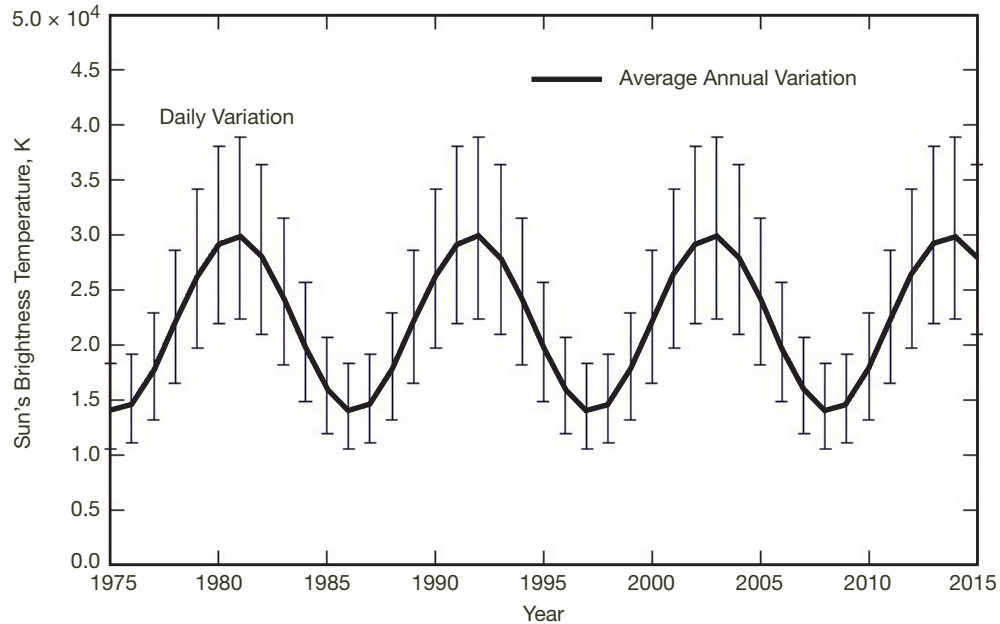 5.0 × 10⁴
4.5
4.0
3.5
3.0
2.5
2.0
1.5
1.0
0.5
0.0
Sun's Brightness Temperature, K
Average Annual Variation
Daily Variation
1975 1980 1985 1990 1995 2000 2005 2010 2015
Year